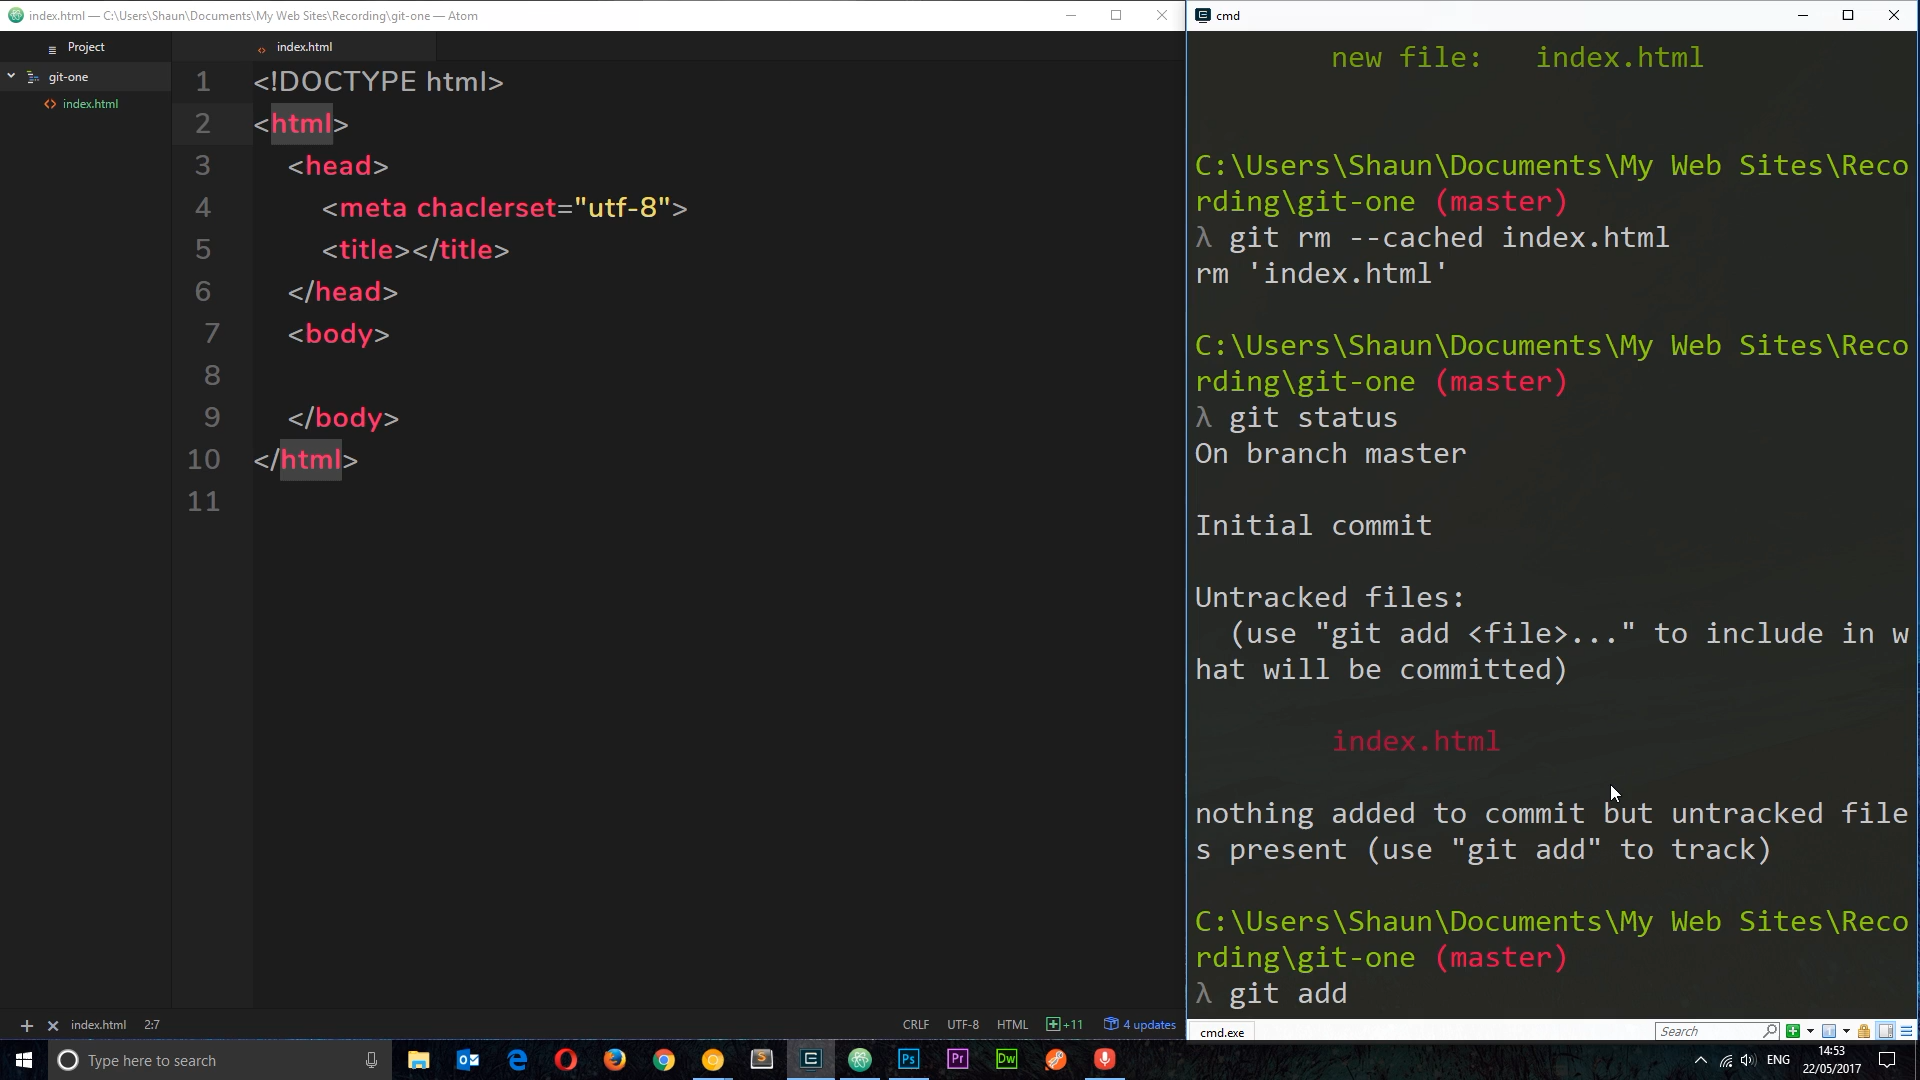 index.html — C:\Users\Shaun\Documents\My Web Sites\Recording\git-one — Atom
Project
git-one
index.html
index.html
1 <!DOCTYPE html>
2 <html>
3 <head>
4 <meta chaclerset="utf-8">
5 <title></title>
6 </head>
7 <body>
8
9 </body>
10 </html>
11
index.html 2:7
CRLF UTF-8 HTML +11 4 updates
cmd
new file: index.html
C:\Users\Shaun\Documents\My Web Sites\Reco
rding\git-one (master)
λ git rm --cached index.html
rm 'index.html'
C:\Users\Shaun\Documents\My Web Sites\Reco
rding\git-one (master)
λ git status
On branch master
Initial commit
Untracked files:
(use "git add <file>..." to include in w
hat will be committed)
index.html
nothing added to commit but untracked file
s present (use "git add" to track)
C:\Users\Shaun\Documents\My Web Sites\Reco
rding\git-one (master)
λ git add
cmd.exe
Search
Type here to search
Ps
Pr
Dw
ENG
14:53
22/05/2017